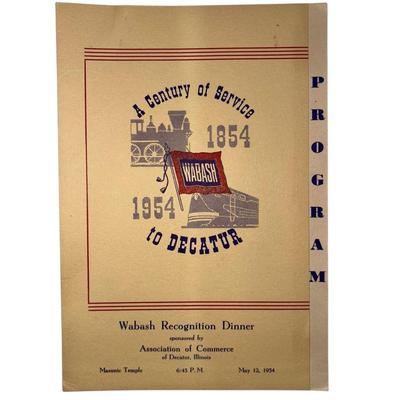 A Century of Service
1854
WABASH
1954
to DECATUR
PROGRAM
Wabash Recognition Dinner
sponsored by
Association of Commerce
of Decatur, Illinois
Masonic Temple 6:45 P. M. May 12, 1954